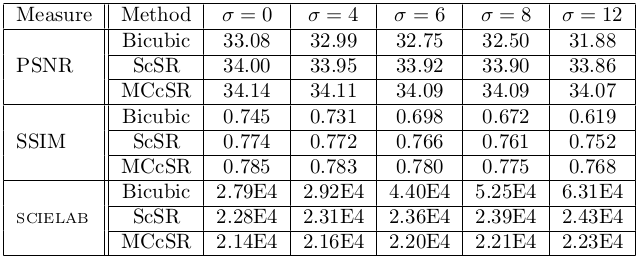 Measure Method σ = 0 σ = 4 σ = 6 σ = 8 σ = 12
PSNR Bicubic 33.08 32.99 32.75 32.50 31.88
ScSR 34.00 33.95 33.92 33.90 33.86
MCcSR 34.14 34.11 34.09 34.09 34.07
SSIM Bicubic 0.745 0.731 0.698 0.672 0.619
ScSR 0.774 0.772 0.766 0.761 0.752
MCcSR 0.785 0.783 0.780 0.775 0.768
SCIELAB Bicubic 2.79E4 2.92E4 4.40E4 5.25E4 6.31E4
ScSR 2.28E4 2.31E4 2.36E4 2.39E4 2.43E4
MCcSR 2.14E4 2.16E4 2.20E4 2.21E4 2.23E4